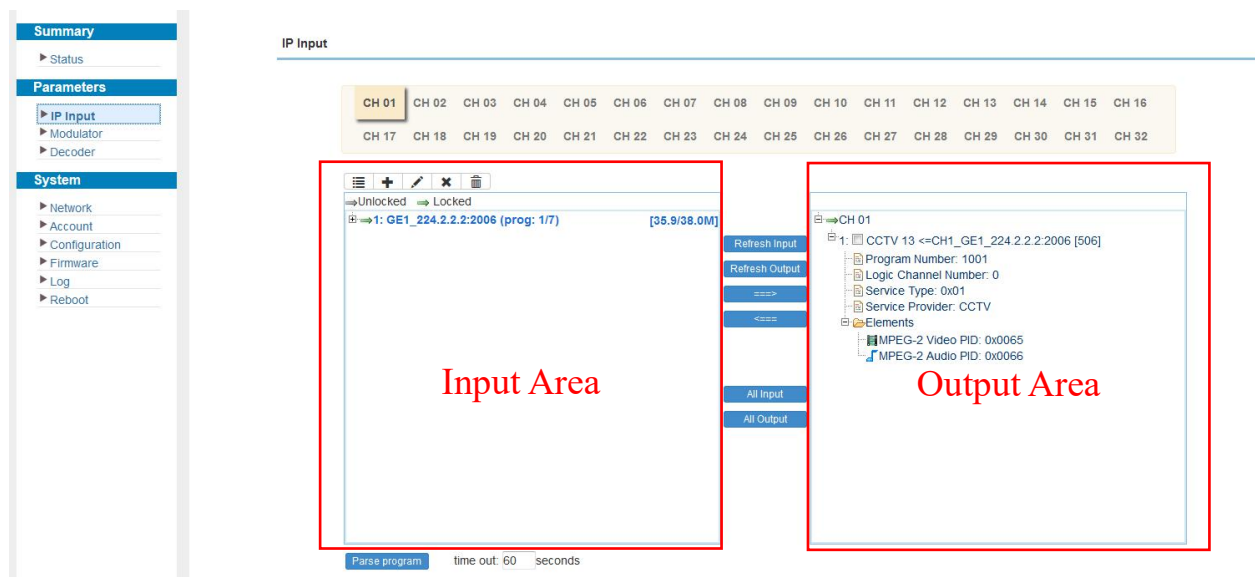 Summary
Status
Parameters
IP Input
Modulator
Decoder
System
Network
Account
Configuration
Firmware
Log
Reboot
IP Input
CH 01 CH 02 CH 03 CH 04 CH 05 CH 06 CH 07 CH 08 CH 09 CH 10 CH 11 CH 12 CH 13 CH 14 CH 15 CH 16
CH 17 CH 18 CH 19 CH 20 CH 21 CH 22 CH 23 CH 24 CH 25 CH 26 CH 27 CH 28 CH 29 CH 30 CH 31 CH 32
⇒Unlocked ⇒ Locked
1: GE1_224.2.2.2:2006 (prog: 1/7) [35.9/38.0M]
Input Area
Refresh Input
Refresh Output
===>
<===
All Input
All Output
CH 01
1: CCTV 13 <=CH1_GE1_224.2.2.2:2006 [506]
Program Number: 1001
Logic Channel Number: 0
Service Type: 0x01
Service Provider: CCTV
Elements
MPEG-2 Video PID: 0x0065
MPEG-2 Audio PID: 0x0066
Output Area
Parse program time out: 60 seconds